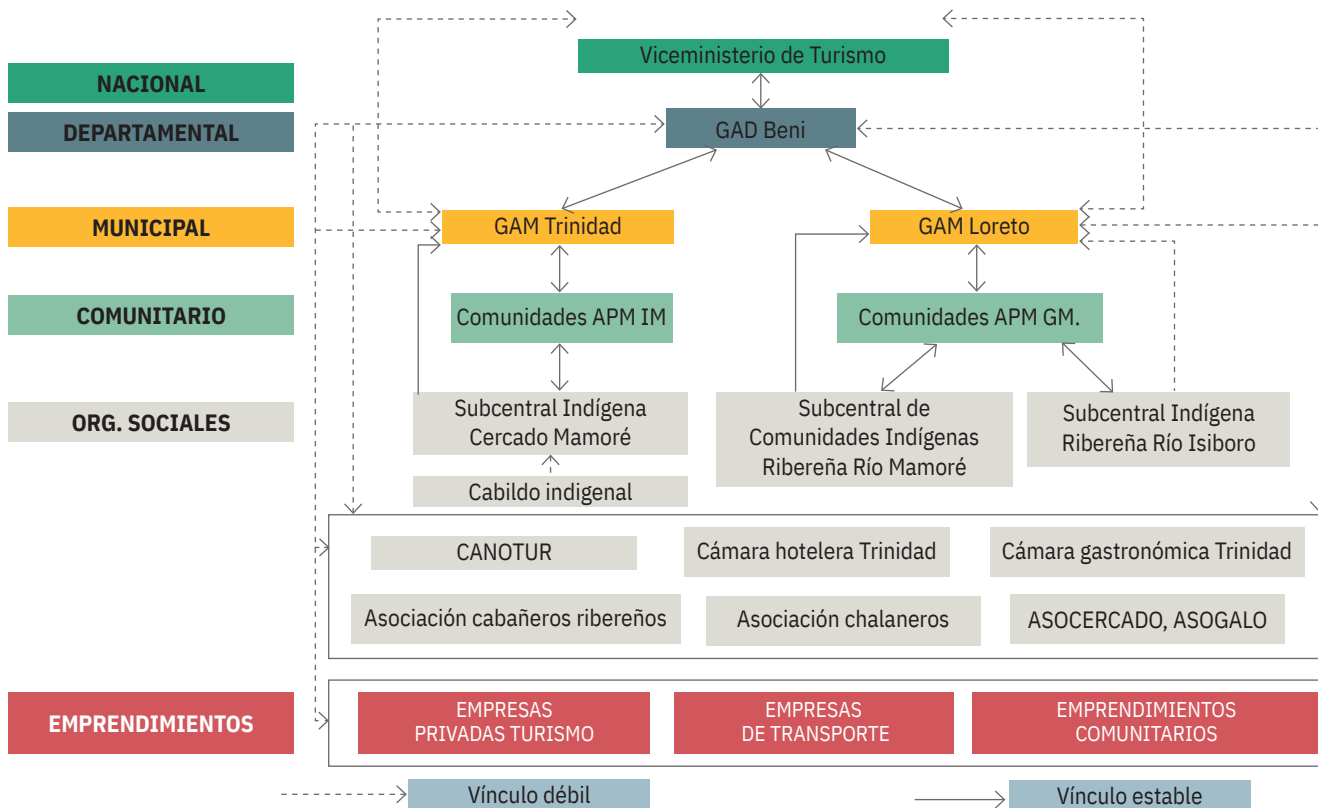 Viceministerio de Turismo
NACIONAL
DEPARTAMENTAL
GAD Beni
MUNICIPAL
GAM Trinidad
GAM Loreto
COMUNITARIO
Comunidades APM IM
Comunidades APM GM.
ORG. SOCIALES
Subcentral Indígena
Cercado Mamoré
Subcentral de
Comunidades Indígenas
Ribereña Río Mamoré
Subcentral Indígena
Ribereña Río Isiboro
Cabildo indigenal
CANOTUR
Cámara hotelera Trinidad
Cámara gastronómica Trinidad
Asociación cabañeros ribereños
Asociación chalaneros
ASOCERCADO, ASOGALO
EMPRENDIMIENTOS
EMPRESAS
PRIVADAS TURISMO
EMPRESAS
DE TRANSPORTE
EMPRENDIMIENTOS
COMUNITARIOS
Vínculo débil
Vínculo estable